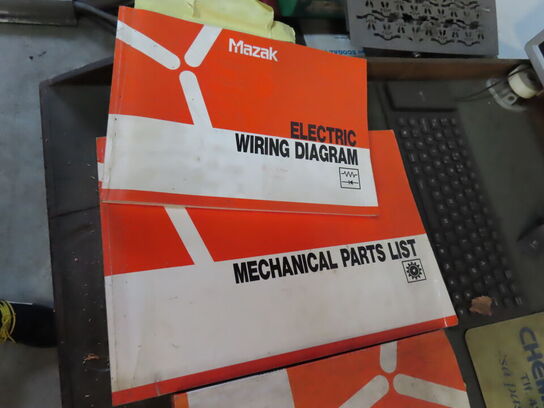 Mazak
ELECTRIC
WIRING DIAGRAM
MECHANICAL PARTS LIST